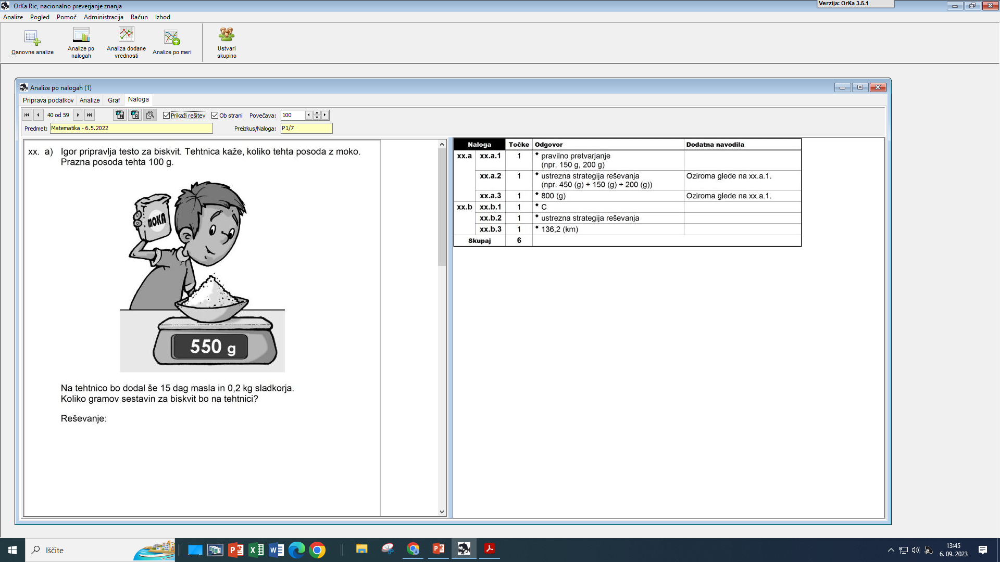 OrKa Ric, nacionalno preverjanje znanja
Verzija: OrKa 3.5.1
Analize Pogled Pomoč Administracija Račun Izhod
Osnovne analize
Analize po
nalogah
Analiza dodane
vrednosti
Analize po meri
Ustvari
skupino
Analize po nalogah (1)
Priprava podatkov Analize Graf Naloga
40 od 59 Prikaži rešitev Ob strani Povečava: 100
Predmet: Matematika - 6.5.2022 Preizkus/Naloga: P1/7
xx. a) Igor pripravlja testo za biskvit. Tehtnica kaže, koliko tehta posoda z moko.
Prazna posoda tehta 100 g.
MOKA
550 g
Na tehtnico bo dodal še 15 dag masla in 0,2 kg sladkorja.
Koliko gramov sestavin za biskvit bo na tehtnici?
Reševanje:
Naloga Točke Odgovor Dodatna navodila
xx.a xx.a.1 1 pravilno pretvarjanje
(npr. 150 g, 200 g)
xx.a.2 1 ustrezna strategija reševanja Oziroma glede na xx.a.1.
(npr. 450 (g) + 150 (g) + 200 (g))
xx.a.3 1 800 (g) Oziroma glede na xx.a.1.
xx.b xx.b.1 1 C
xx.b.2 1 ustrezna strategija reševanja
xx.b.3 1 136,2 (km)
Skupaj 6
Iščite
13:45
6. 09. 2023